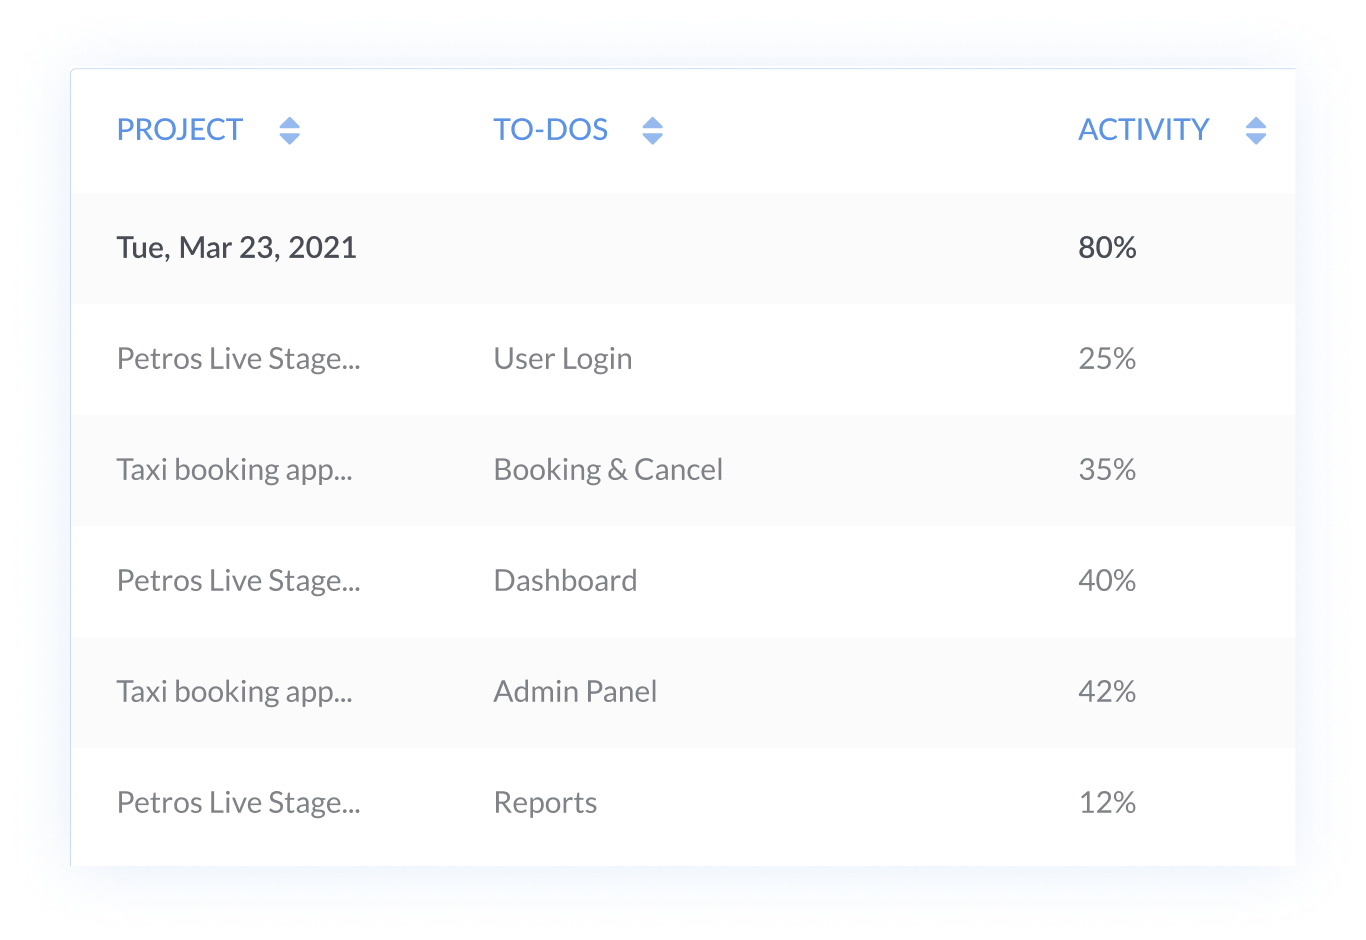 PROJECT TO-DOS ACTIVITY
Tue, Mar 23, 2021 80%
Petros Live Stage... User Login 25%
Taxi booking app... Booking & Cancel 35%
Petros Live Stage... Dashboard 40%
Taxi booking app... Admin Panel 42%
Petros Live Stage... Reports 12%